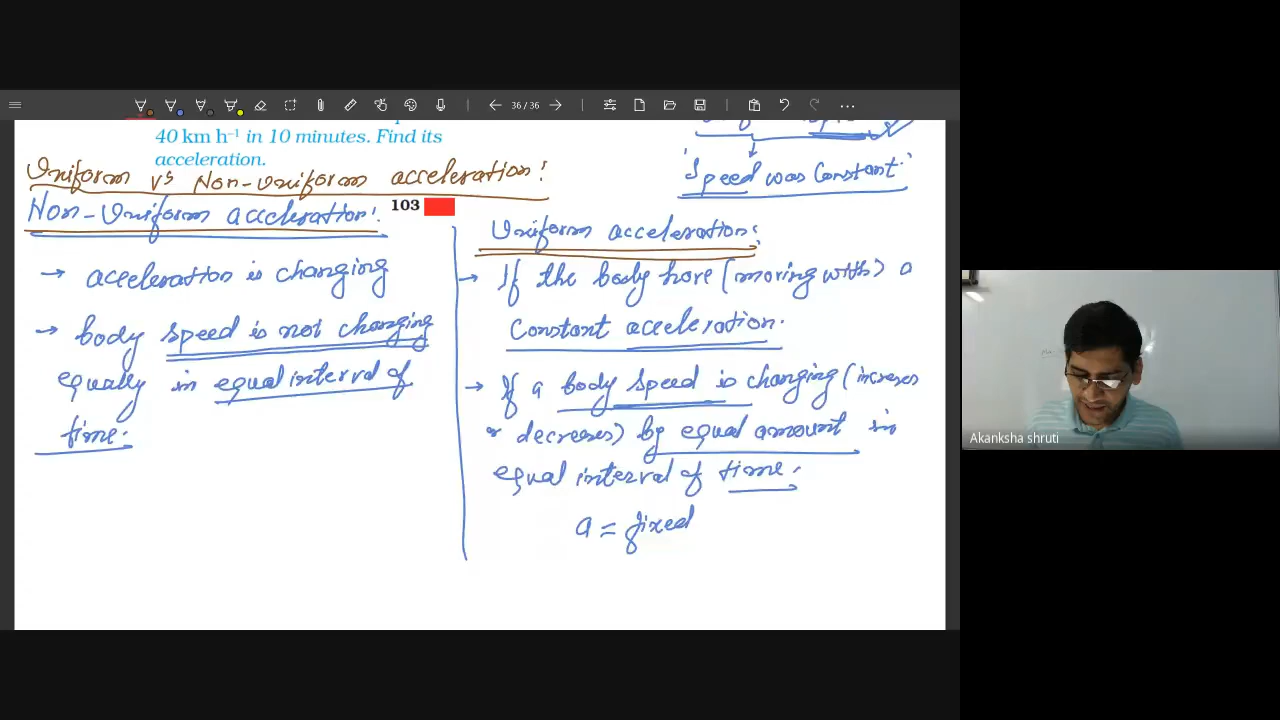 36/36
40 km h⁻¹ in 10 minutes. Find its
acceleration.
'Speed was Constant.'
Uniform vs Non-Uniform acceleration:
103
Non-Uniform accleration:
→ acceleration is changing
→ body speed is not changing
equally in equal interval of
time.
Uniform acceleration:
→ If the body have (moving with) a
Constant acceleration.
→ If a body speed is changing (increses
or decreases) by equal amount in
equal interval of time.
a = fixed
Akanksha shruti